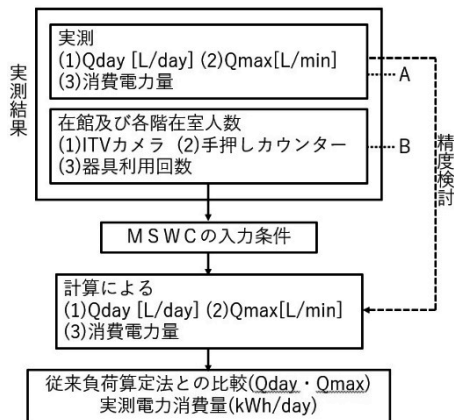 実測結果
実測
(1)Qday [L/day] (2)Qmax[L/min]
(3)消費電力量
A
在館及び各階在室人数
(1)ITVカメラ (2)手押しカウンター
(3)器具利用回数
B
精度検討
MSWCの入力条件
計算による
(1)Qday [L/day] (2)Qmax[L/min]
(3)消費電力量
従来負荷算定法との比較(Qday・Qmax)
実測電力消費量(kWh/day)